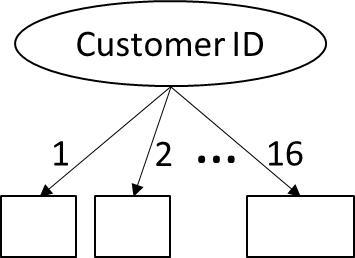 Customer ID
1 2 ... 16